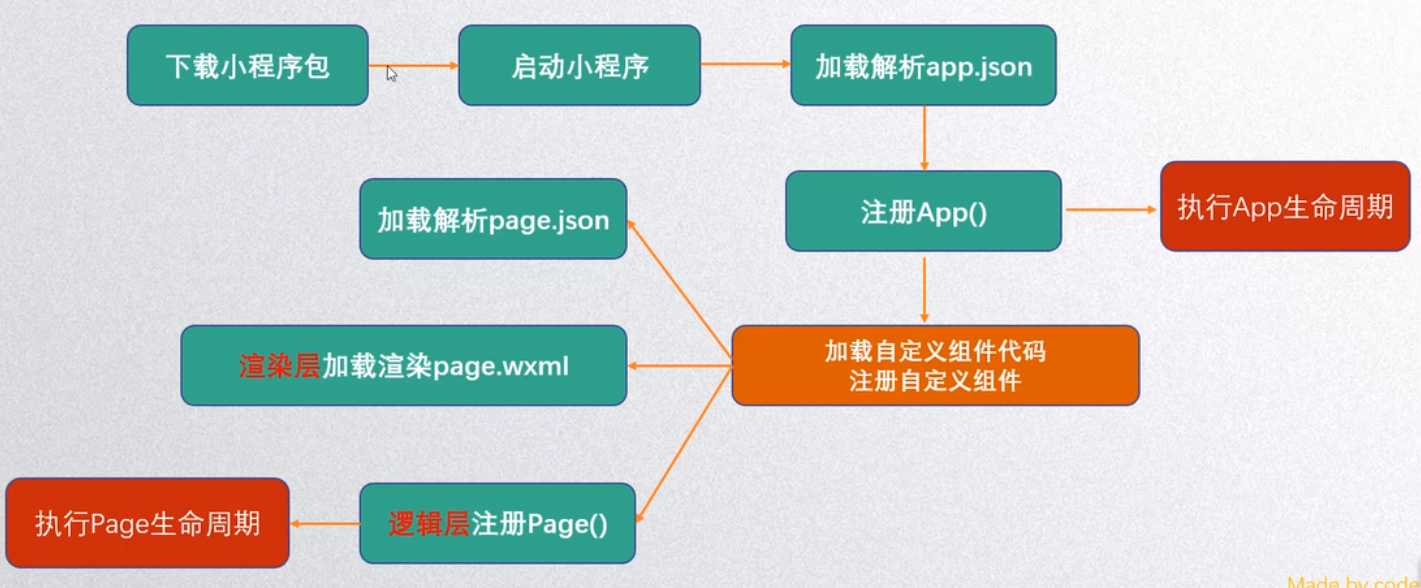 下载小程序包
启动小程序
加载解析app.json
注册App()
执行App生命周期
加载解析page.json
加载自定义组件代码
注册自定义组件
渲染层加载渲染page.wxml
逻辑层注册Page()
执行Page生命周期
Made by code